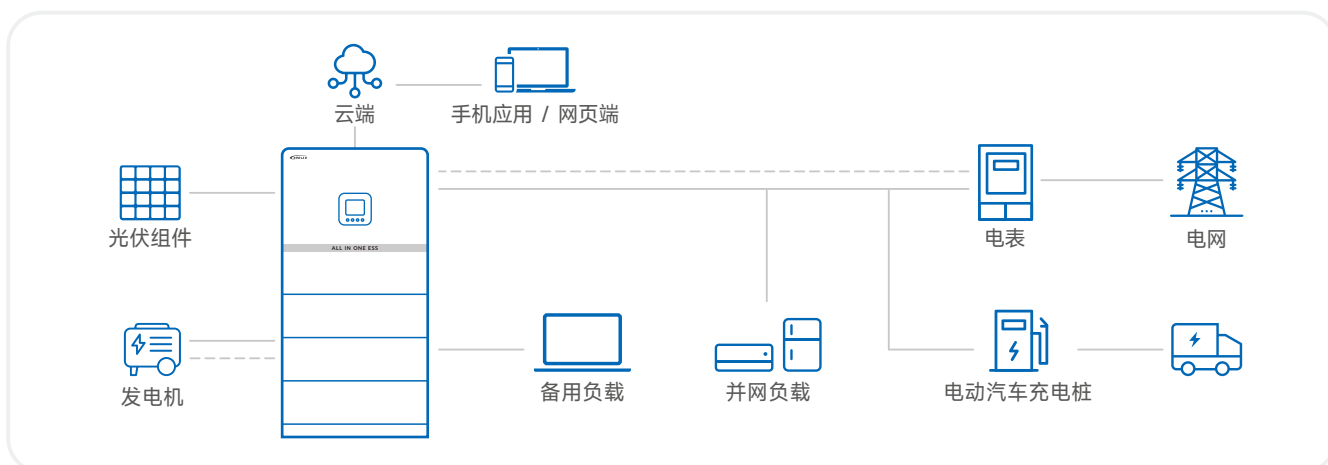 云端
手机应用 / 网页端
光伏组件
ALL IN ONE ESS
电表
电网
发电机
备用负载
并网负载
电动汽车充电桩